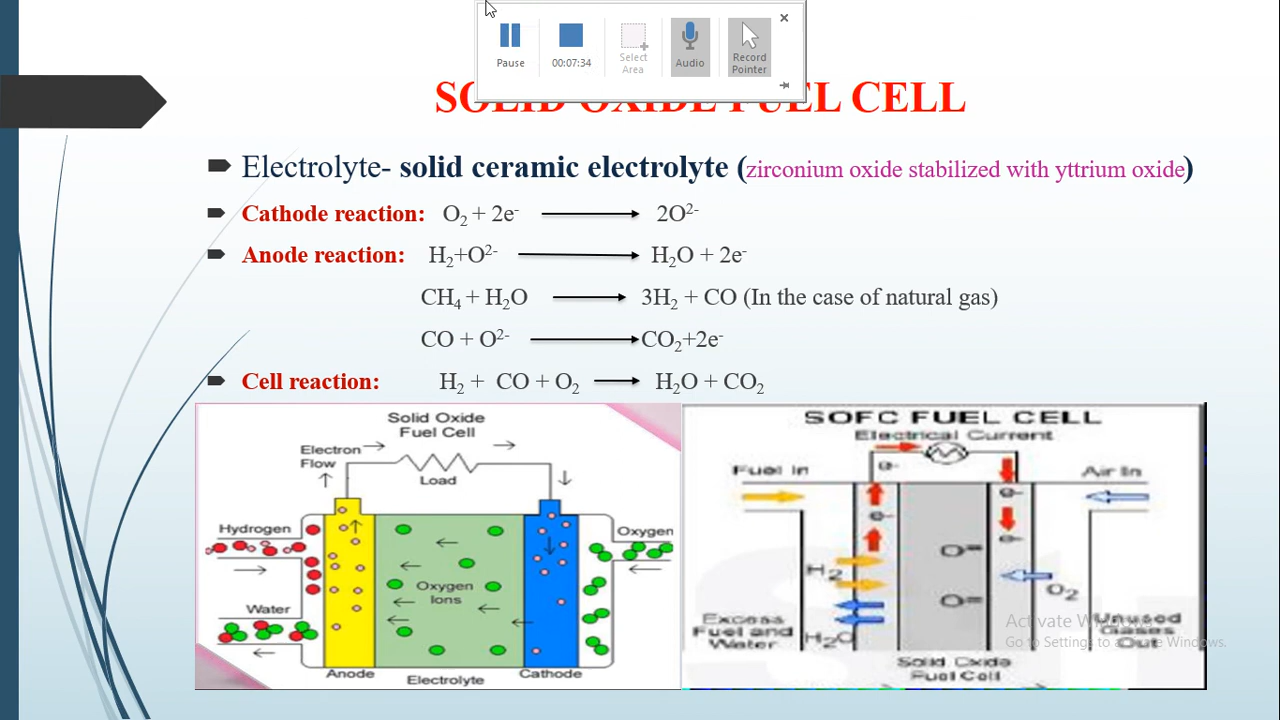 Pause
00:07:34
Select
Area
Audio
Record
Pointer
SOLID OXIDE FUEL CELL
Electrolyte- solid ceramic electrolyte (zirconium oxide stabilized with yttrium oxide)
Cathode reaction: O₂ + 2e⁻ ⟶ 2O²⁻
Anode reaction: H₂+O²⁻ ⟶ H₂O + 2e⁻
CH₄ + H₂O ⟶ 3H₂ + CO (In the case of natural gas)
CO + O²⁻ ⟶ CO₂+2e⁻
Cell reaction: H₂ + CO + O₂ ⟶ H₂O + CO₂
Solid Oxide
Fuel Cell
Electron
Flow
Load
Hydrogen
Oxygen
Oxygen
Ions
Water
Anode
Electrolyte
Cathode
SOFC FUEL CELL
Electrical Current
Fuel In
e-
Air In
e-
e-
e-
O=
H₂
O₂
O=
Excess
Fuel and
Water
H₂O
Unused
Gases
Out
Solid Oxide
Fuel Cell
Activate Windows
Go to Settings to activate Windows.